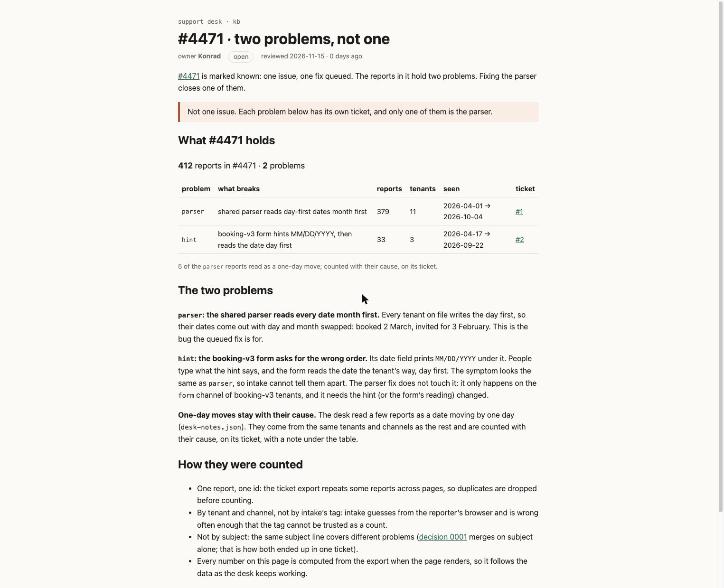 support desk · kb
#4471 · two problems, not one
owner Konrad open reviewed 2026-11-15 · 0 days ago
#4471 is marked known: one issue, one fix queued. The reports in it hold two problems. Fixing the parser
closes one of them.
Not one issue. Each problem below has its own ticket, and only one of them is the parser.
What #4471 holds
412 reports in #4471 · 2 problems
problem what breaks reports tenants seen ticket
parser shared parser reads day-first dates month first 379 11 2026-04-01 → 2026-10-04 #1
hint booking-v3 form hints MM/DD/YYYY, then reads the date day first 33 3 2026-04-17 → 2026-09-22 #2
6 of the parser reports read as a one-day move; counted with their cause, on its ticket.
The two problems
parser: the shared parser reads every date month first. Every tenant on file writes the day first, so
their dates come out with day and month swapped: booked 2 March, invited for 3 February. This is the
bug the queued fix is for.
hint: the booking-v3 form asks for the wrong order. Its date field prints MM/DD/YYYY under it. People
type what the hint says, and the form reads the date the tenant's way, day first. The symptom looks the
same as parser, so intake cannot tell them apart. The parser fix does not touch it: it only happens on the
form channel of booking-v3 tenants, and it needs the hint (or the form's reading) changed.
One-day moves stay with their cause. The desk read a few reports as a date moving by one day
(desk-notes.json). They come from the same tenants and channels as the rest and are counted with
their cause, on its ticket, with a note under the table.
How they were counted
• One report, one id: the ticket export repeats some reports across pages, so duplicates are dropped
before counting.
• By tenant and channel, not by intake's tag: intake guesses from the reporter's browser and is wrong
often enough that the tag cannot be trusted as a count.
• Not by subject: the same subject line covers different problems (decision 0001 merges on subject
alone; that is how both ended up in one ticket).
• Every number on this page is computed from the export when the page renders, so it follows the
data as the desk keeps working.